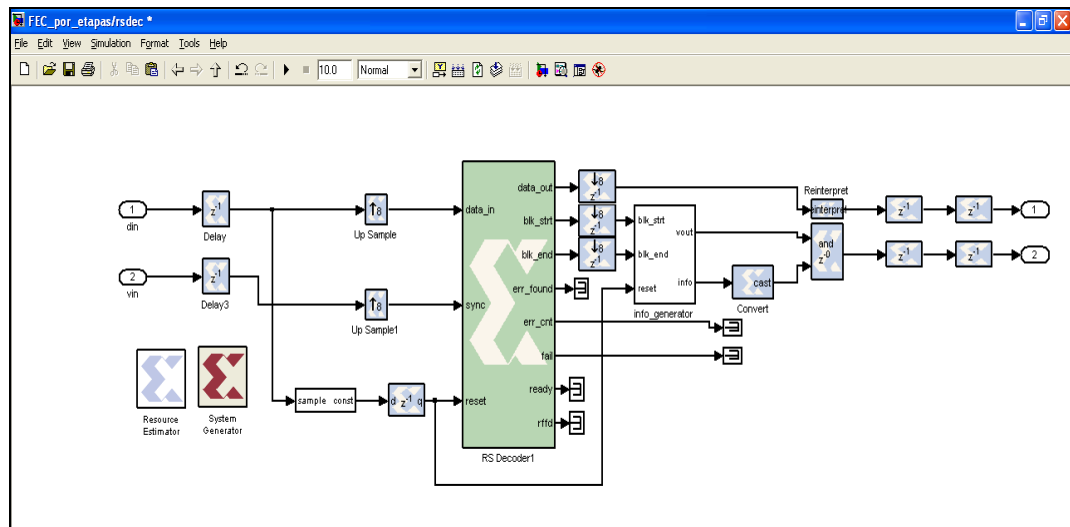 FEC_por_etapas/rsdec *
File Edit View Simulation Format Tools Help
10.0
Normal
1
din
z-1
Delay
↑8
Up Sample
2
vin
z-1
Delay3
↑8
Up Sample1
Resource
Estimator
System
Generator
sample const
d z-1 q
data_in
sync
reset
data_out
blk_strt
blk_end
err_found
err_cnt
fail
ready
rffd
RS Decoder1
↓8
z-1
↓8
z-1
↓8
z-1
blk_strt
blk_end
reset
vout
info
info_generator
cast
Convert
Reinterpret
einterpret
and
z-0
z-1
z-1
1
z-1
z-1
2